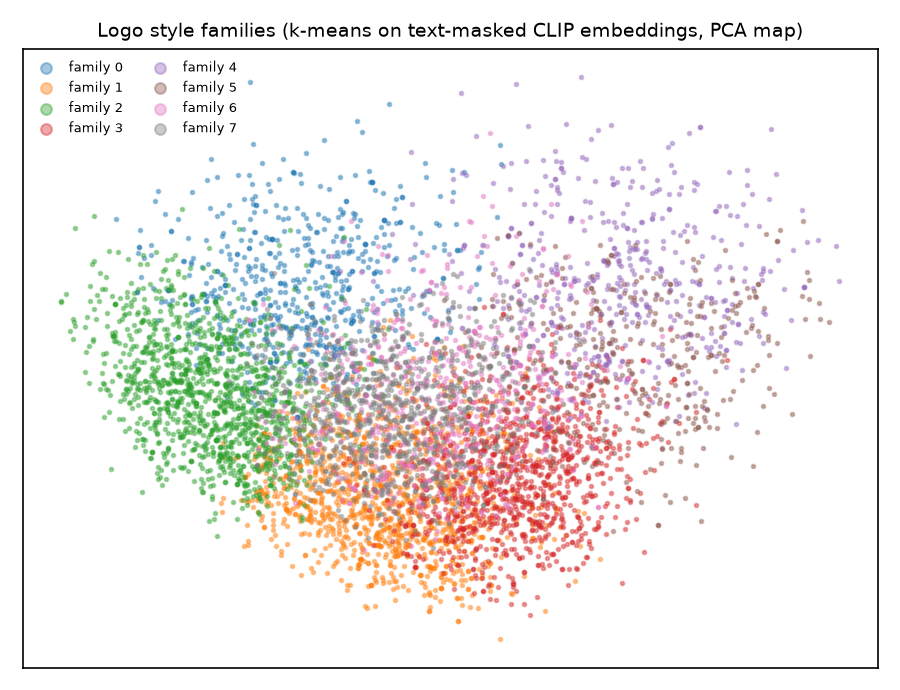 Logo style families (k-means on text-masked CLIP embeddings, PCA map)
family 0
family 1
family 2
family 3
family 4
family 5
family 6
family 7